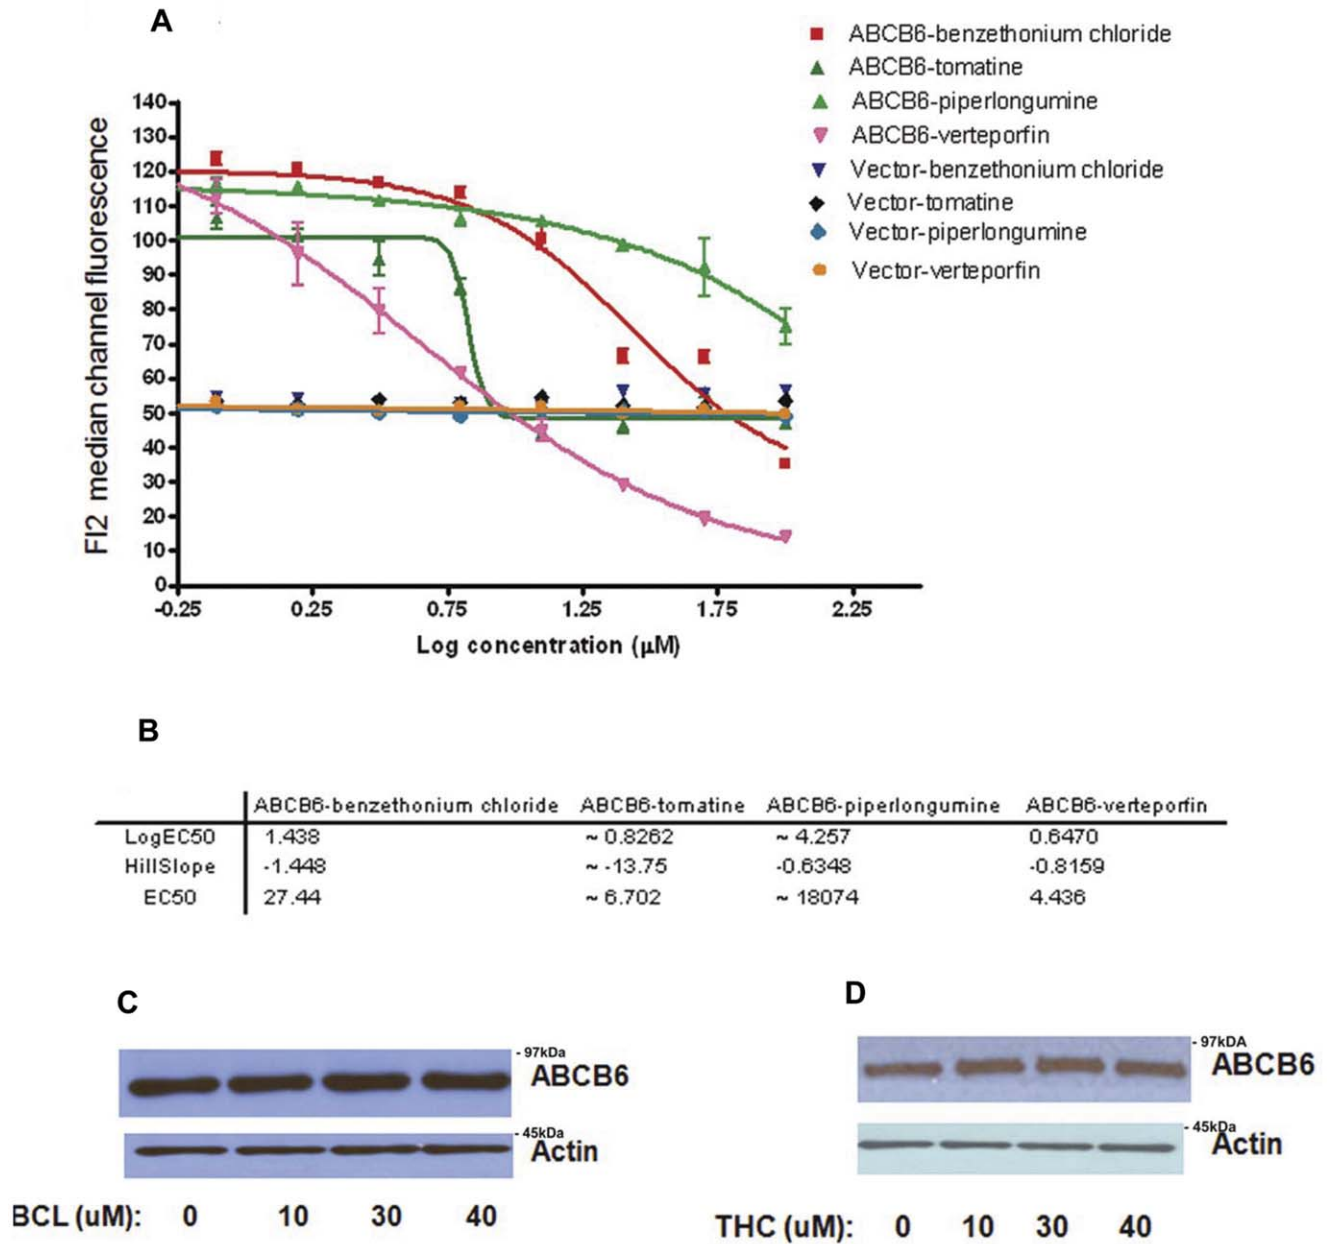 A
ABCB6-benzethonium chloride
ABCB6-tomatine
ABCB6-piperlongumine
ABCB6-verteporfin
Vector-benzethonium chloride
Vector-tomatine
Vector-piperlongumine
Vector-verteporfin
Fl2 median channel fluorescence
140
130
120
110
100
90
80
70
60
50
40
30
20
10
0
-0.25 0.25 0.75 1.25 1.75 2.25
Log concentration (µM)
B
ABCB6-benzethonium chloride ABCB6-tomatine ABCB6-piperlongumine ABCB6-verteporfin
LogEC50 1.438 ~ 0.8262 ~ 4.257 0.6470
HillSlope -1.448 ~ -13.75 -0.6348 -0.8159
EC50 27.44 ~ 6.702 ~ 18074 4.436
C
- 97kDa
ABCB6
- 45kDa
Actin
BCL (uM): 0 10 30 40
D
- 97kDA
ABCB6
- 45kDa
Actin
THC (uM): 0 10 30 40